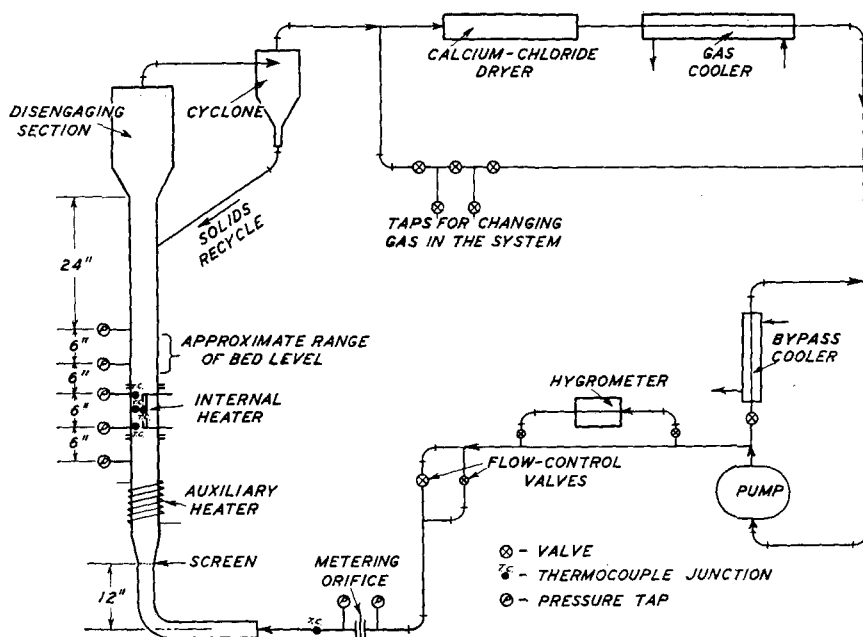 CALCIUM-CHLORIDE
DRYER
GAS
COOLER
DISENGAGING
SECTION
CYCLONE
SOLIDS
RECYCLE
TAPS FOR CHANGING
GAS IN THE SYSTEM
24"
6"
6"
6"
6"
APPROXIMATE RANGE
OF BED LEVEL
T.C.
T.C.
INTERNAL
HEATER
BYPASS
COOLER
HYGROMETER
FLOW-CONTROL
VALVES
PUMP
AUXILIARY
HEATER
SCREEN
METERING
ORIFICE
12"
T.C.
⊗ - VALVE
T.C.
● - THERMOCOUPLE JUNCTION
Ⓟ - PRESSURE TAP